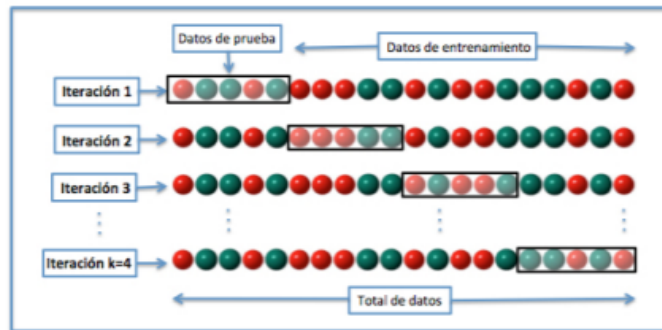 Datos de prueba
Datos de entrenamiento
Iteración 1
Iteración 2
Iteración 3
Iteración k=4
Total de datos